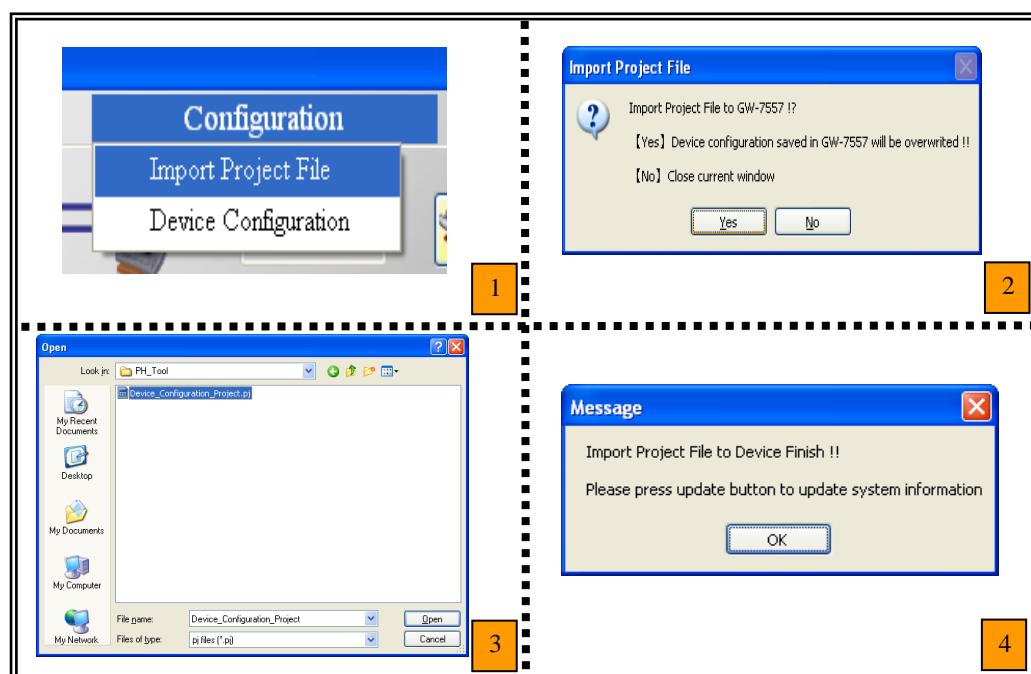 Configuration
Import Project File
Device Configuration
1
Import Project File
Import Project File to GW-7557 !?
【Yes】Device configuration saved in GW-7557 will be overwrited !!
【No】Close current window
Yes No
2
Open
Look in: PH_Tool
Device_Configuration_Project.pj
My Recent
Documents
Desktop
My Documents
My Computer
My Network
File name: Device_Configuration_Project Open
Files of type: pj files (*.pj) Cancel
3
Message
Import Project File to Device Finish !!
Please press update button to update system information
OK
4